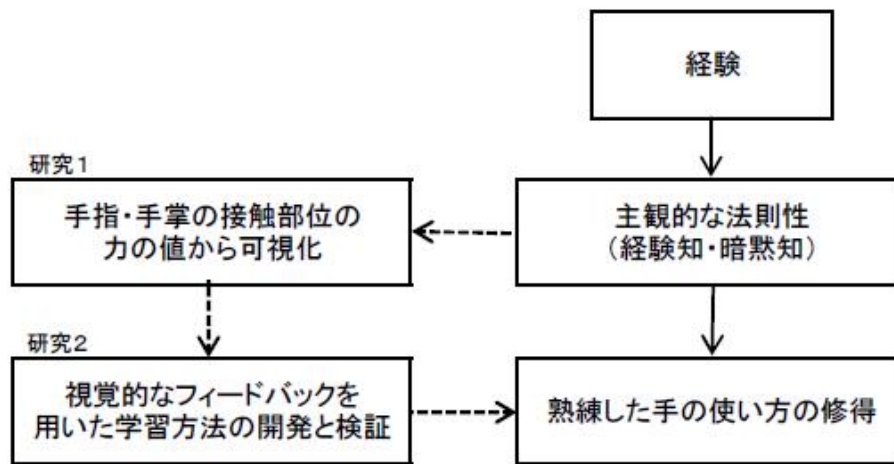 経験
研究1
手指・手掌の接触部位の
力の値から可視化
主観的な法則性
（経験知・暗黙知）
研究2
視覚的なフィードバックを
用いた学習方法の開発と検証
熟練した手の使い方の修得